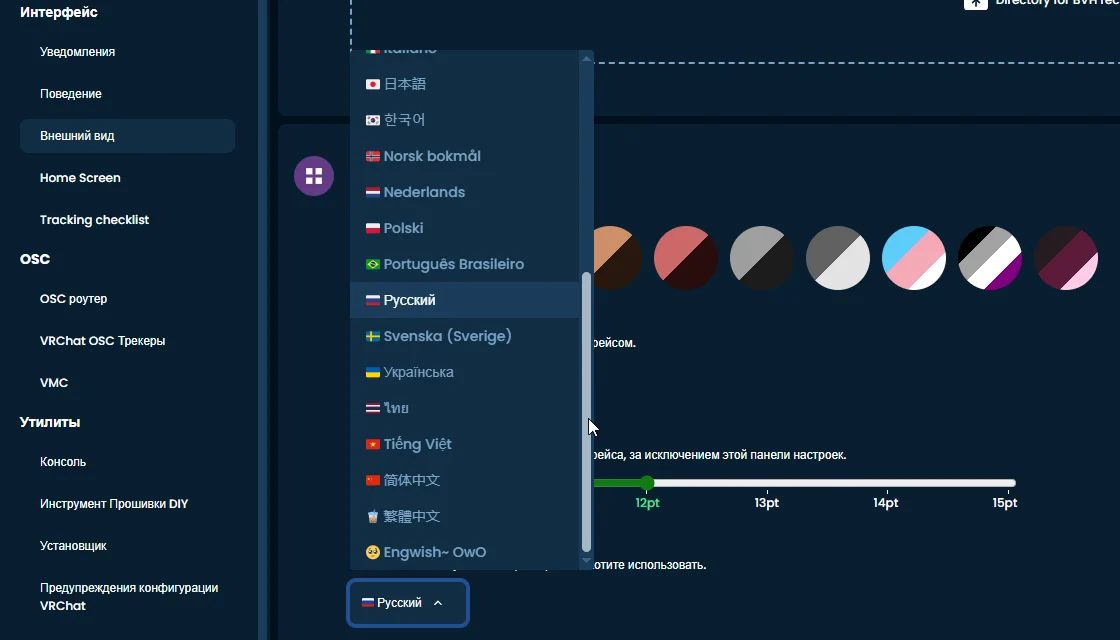 Интерфейс
Уведомления
Поведение
Внешний вид
Home Screen
Tracking checklist
OSC
OSC роутер
VRChat OSC Трекеры
VMC
Утилиты
Консоль
Инструмент Прошивки DIY
Установщик
Предупреждения конфигурации
VRChat
Directory for BVH rec
Italiano
日本語
한국어
Norsk bokmål
Nederlands
Polski
Português Brasileiro
Русский
Svenska (Sverige)
Українська
ไทย
Tiếng Việt
简体中文
繁體中文
Engwish~ OwO
рейсом.
рейса, за исключением этой панели настроек.
12pt
13pt
14pt
15pt
отите использовать.
Русский